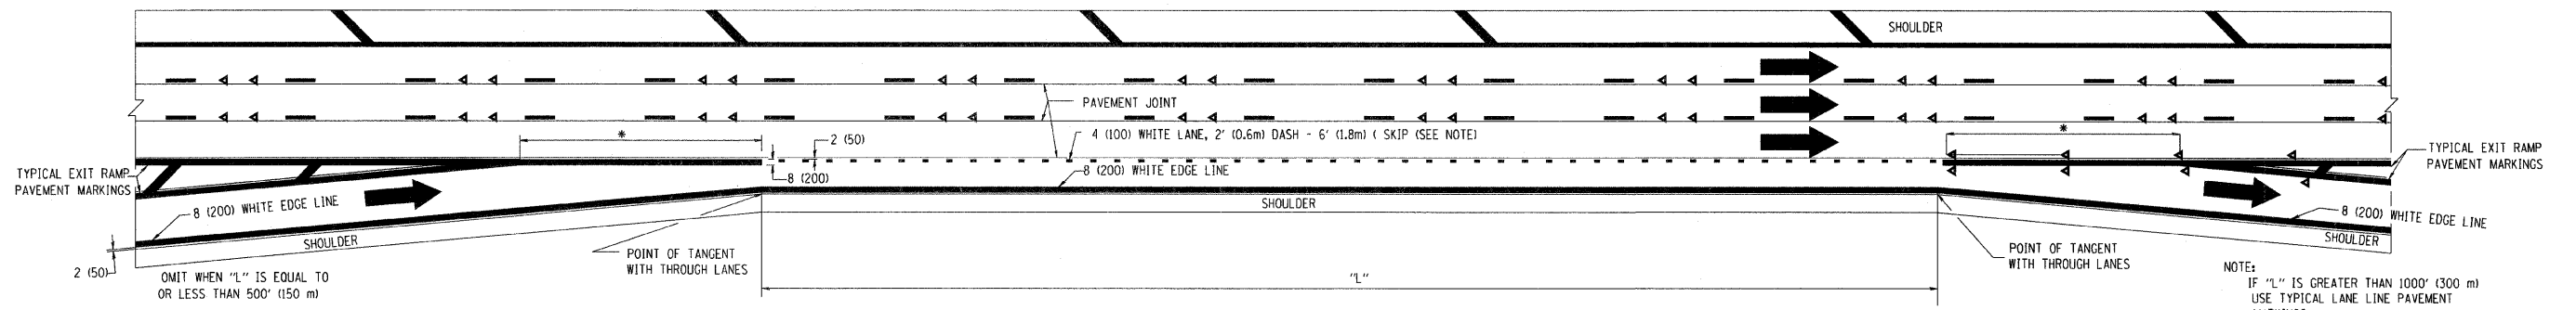 SHOULDER
PAVEMENT JOINT
4 (100) WHITE LANE, 2' (0.6m) DASH - 6' (1.8m) ( SKIP (SEE NOTE)
*
2 (50)
*
TYPICAL EXIT RAMP
PAVEMENT MARKINGS
8 (200)
8 (200) WHITE EDGE LINE
TYPICAL EXIT RAMP
PAVEMENT MARKINGS
8 (200) WHITE EDGE LINE
SHOULDER
SHOULDER
8 (200) WHITE EDGE LINE
SHOULDER
2 (50)
POINT OF TANGENT
WITH THROUGH LANES
POINT OF TANGENT
WITH THROUGH LANES
OMIT WHEN "L" IS EQUAL TO
OR LESS THAN 500' (150 m)
"L"
NOTE:
IF "L" IS GREATER THAN 1000' (300 m)
USE TYPICAL LANE LINE PAVEMENT